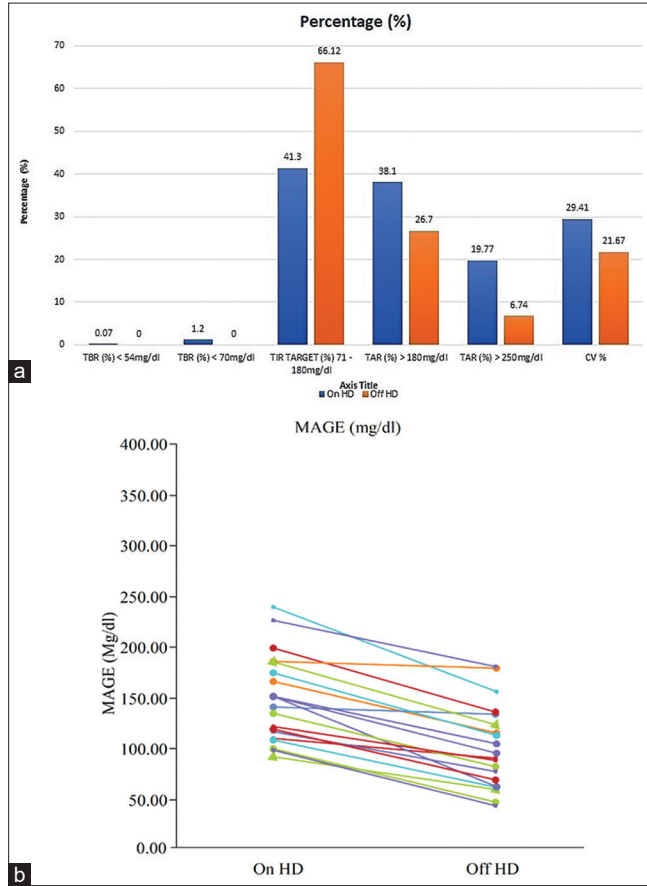 Percentage (%)
70
60
50
40
30
20
10
0
Percentage (%)
0.07
0
1.2
0
41.3
66.12
38.1
26.7
19.77
6.74
29.41
21.67
TBR (%) < 54mg/dl
TBR (%) < 70mg/dl
TIR TARGET (%) 71 -
180mg/dl
TAR (%) > 180mg/dl
TAR (%) > 250mg/dl
CV %
Axis Title
On HD Off HD
a
MAGE (mg/dl)
400.00
350.00
300.00
250.00
200.00
150.00
100.00
50.00
0.00
MAGE (Mg/dl)
On HD
Off HD
b